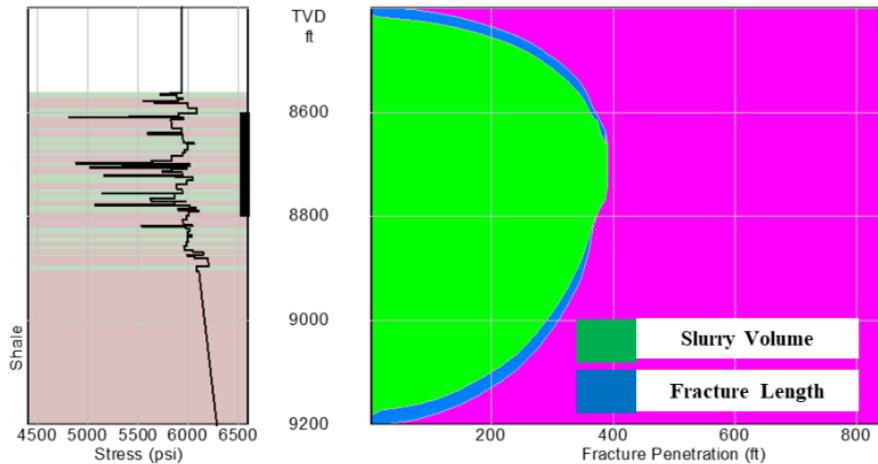 TVD
ft
8600
8800
9000
9200
Shale
4500 5000 5500 6000 6500
Stress (psi)
200 400 600 800
Fracture Penetration (ft)
Slurry Volume
Fracture Length